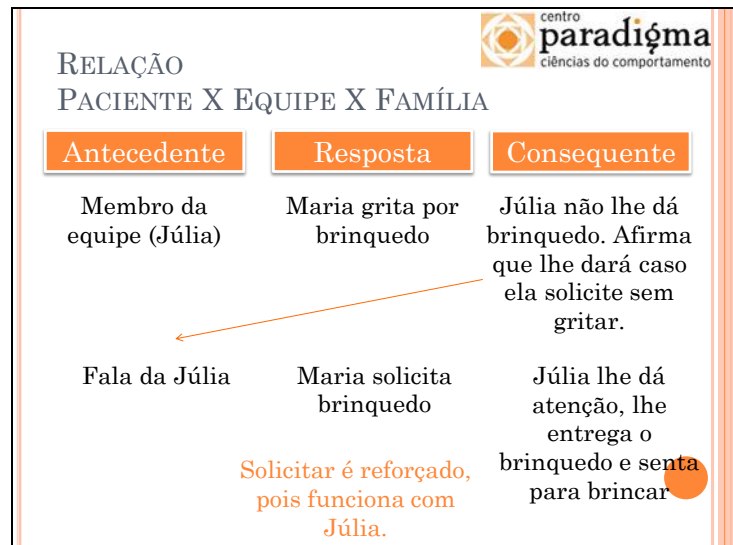 centro
paradigma
ciências do comportamento
RELAÇÃO
PACIENTE X EQUIPE X FAMÍLIA
Antecedente
Resposta
Consequente
Membro da
equipe (Júlia)
Maria grita por
brinquedo
Júlia não lhe dá
brinquedo. Afirma
que lhe dará caso
ela solicite sem
gritar.
Fala da Júlia
Maria solicita
brinquedo
Júlia lhe dá
atenção, lhe
entrega o
brinquedo e senta
para brincar
Solicitar é reforçado,
pois funciona com
Júlia.